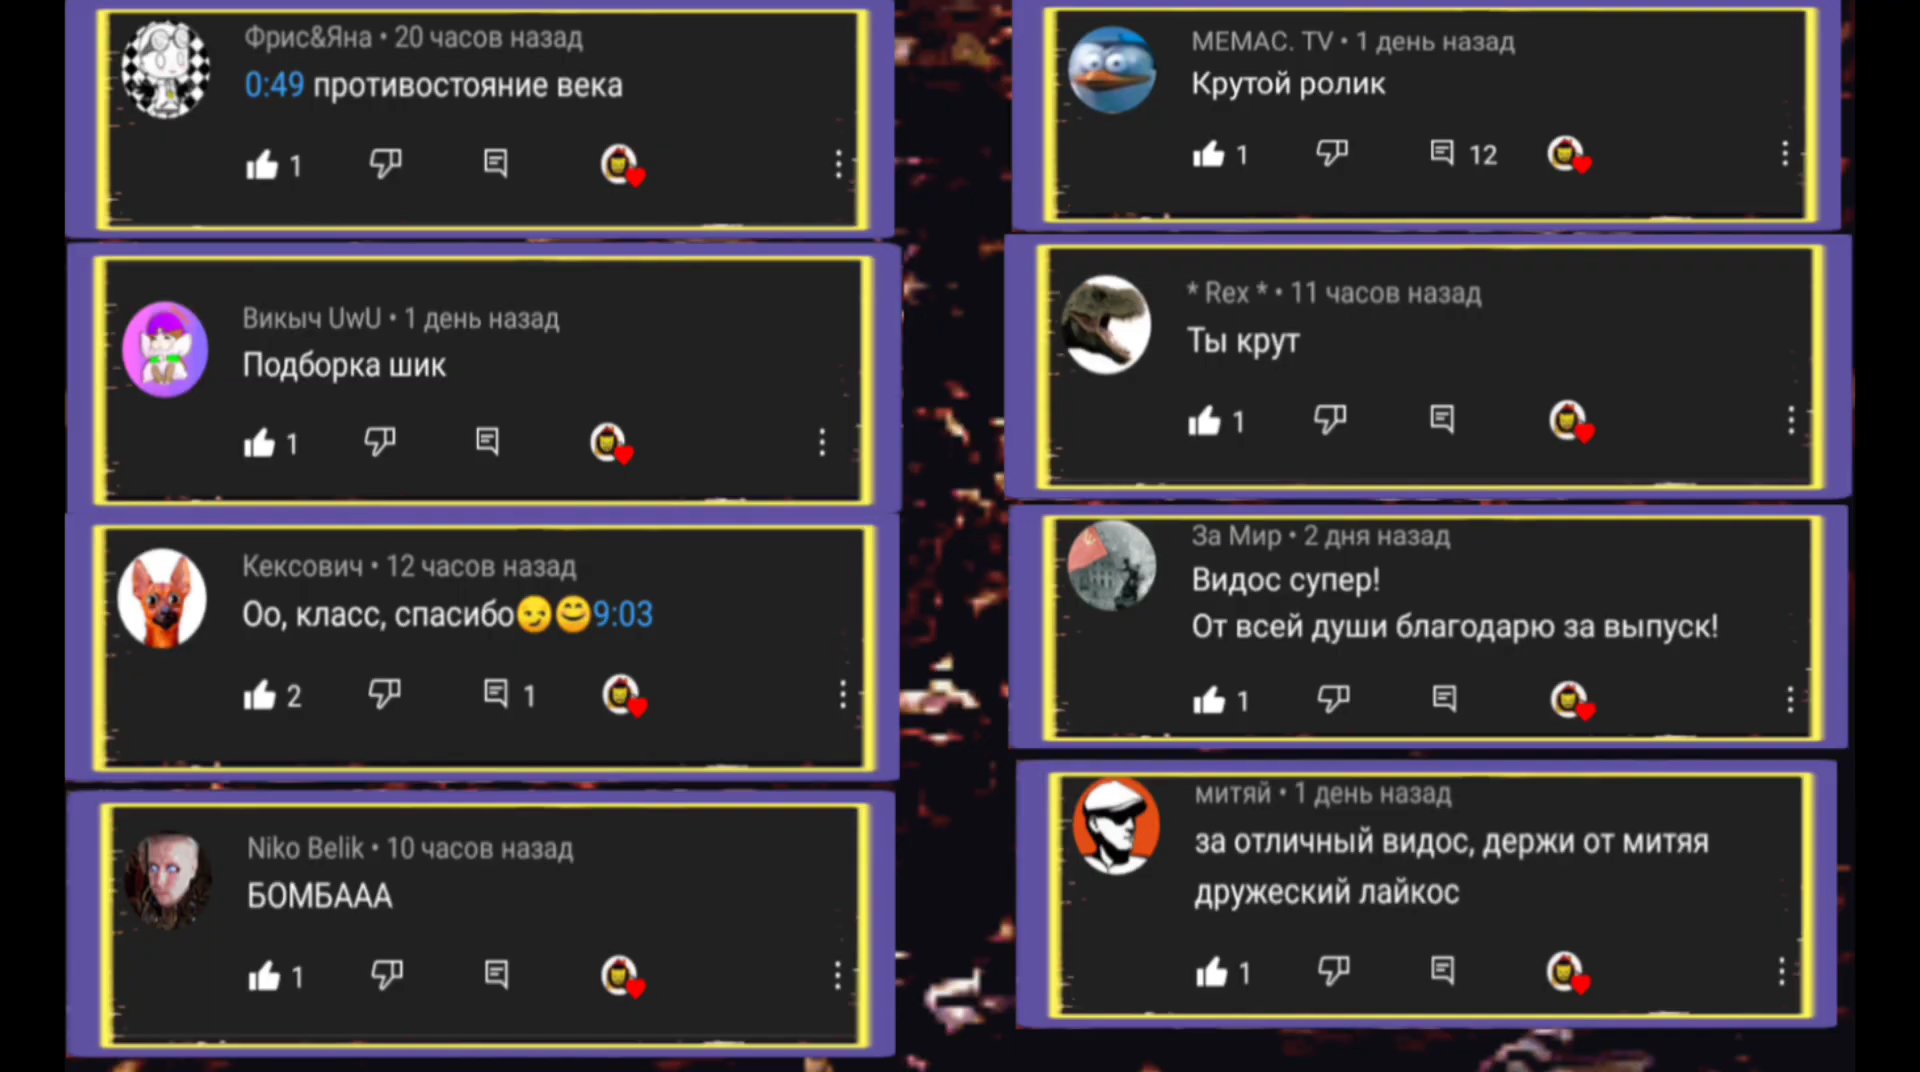 Фрис&Яна • 20 часов назад
0:49 противостояние века
1
Викыч UwU • 1 день назад
Подборка шик
1
Кексович • 12 часов назад
Оо, класс, спасибо😏😊9:03
2 1
Niko Belik • 10 часов назад
БОМБААА
1
МЕМАС. TV • 1 день назад
Крутой ролик
1 12
* Rex * • 11 часов назад
Ты крут
1
За Мир • 2 дня назад
Видос супер!
От всей души благодарю за выпуск!
1
митяй • 1 день назад
за отличный видос, держи от митяя
дружеский лайкос
1